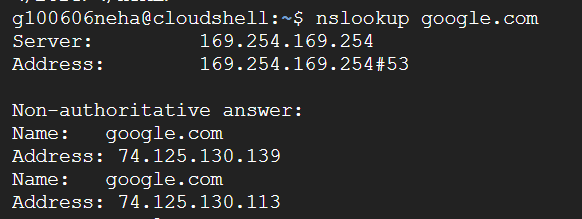 g100606neha@cloudshell:~$ nslookup google.com
Server:         169.254.169.254
Address:        169.254.169.254#53

Non-authoritative answer:
Name:   google.com
Address: 74.125.130.139
Name:   google.com
Address: 74.125.130.113